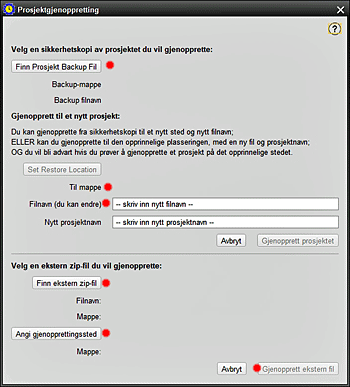 Prosjektgjenoppretting
Velg en sikkerhetskopi av prosjektet du vil gjenopprette:
Finn Prosjekt Backup Fil
Backup-mappe
Backup filnavn
Gjenopprett til et nytt prosjekt:
Du kan gjenopprette fra sikkerhetskopi til et nytt sted og nytt filnavn;
ELLER kan du gjenopprette til den opprinnelige plasseringen, med en ny fil og prosjektnavn;
OG du vil bli advart hvis du prøver å gjenopprette et prosjekt på det opprinnelige stedet.
Set Restore Location
Til mappe
Filnavn (du kan endre) -- skriv inn nytt filnavn --
Nytt prosjektnavn -- skriv inn nytt prosjektnavn --
Avbryt Gjenopprett prosjektet
Velg en ekstern zip-fil du vil gjenopprette:
Finn ekstern zip-fil
Filnavn:
Mappe:
Angi gjenopprettingssted
Mappe:
Avbryt Gjenopprett ekstern fil